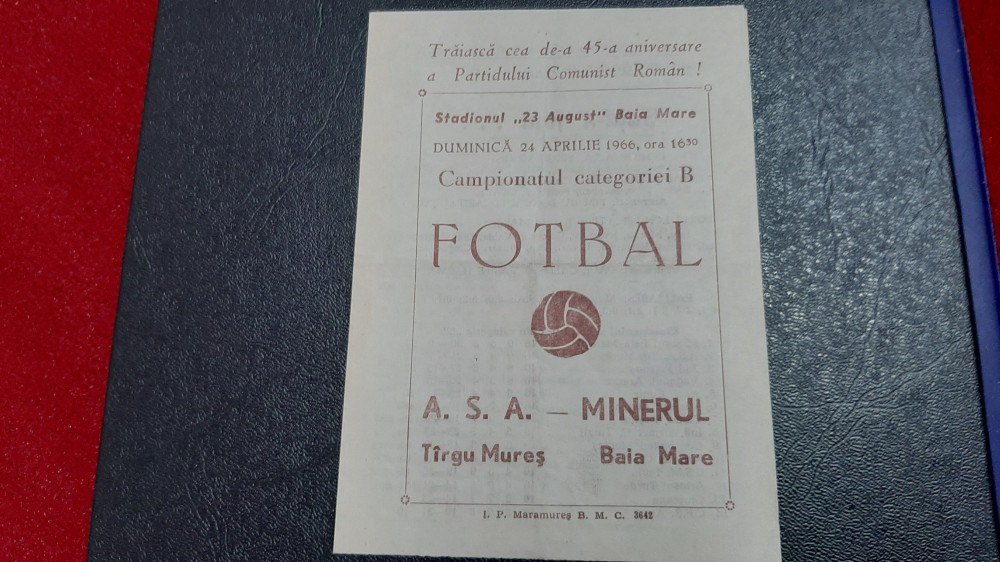 Trăiască cea de-a 45-a aniversare
a Partidului Comunist Român !
Stadionul „23 August" Baia Mare
DUMINICĂ 24 APRILIE 1966, ora 16³⁰
Campionatul categoriei B
FOTBAL
A. S. A. — MINERUL
Tîrgu Mureş Baia Mare
I. P. Maramureş B. M. C. 3642